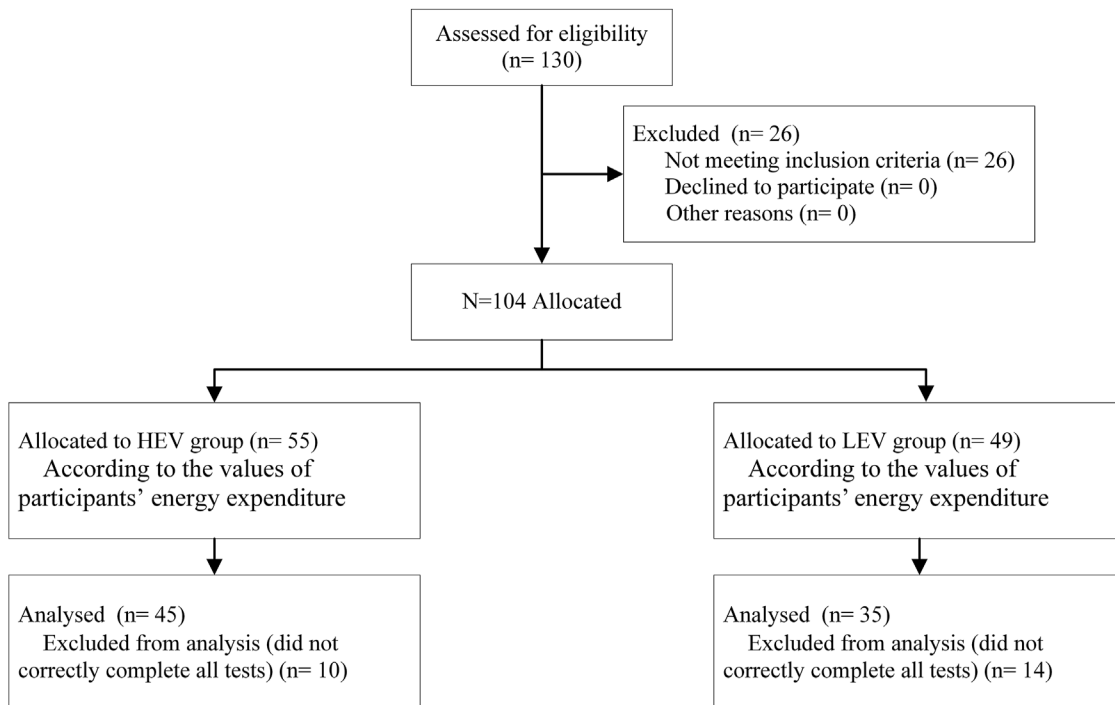 Assessed for eligibility
(n= 130)
Excluded  (n= 26)
Not meeting inclusion criteria (n= 26)
Declined to participate (n= 0)
Other reasons (n= 0)
N=104 Allocated
Allocated to HEV group (n= 55)
According to the values of
participants’ energy expenditure
Allocated to LEV group (n= 49)
According to the values of
participants’ energy expenditure
Analysed  (n= 45)
Excluded from analysis (did not
correctly complete all tests) (n= 10)
Analysed  (n= 35)
Excluded from analysis (did not
correctly complete all tests) (n= 14)